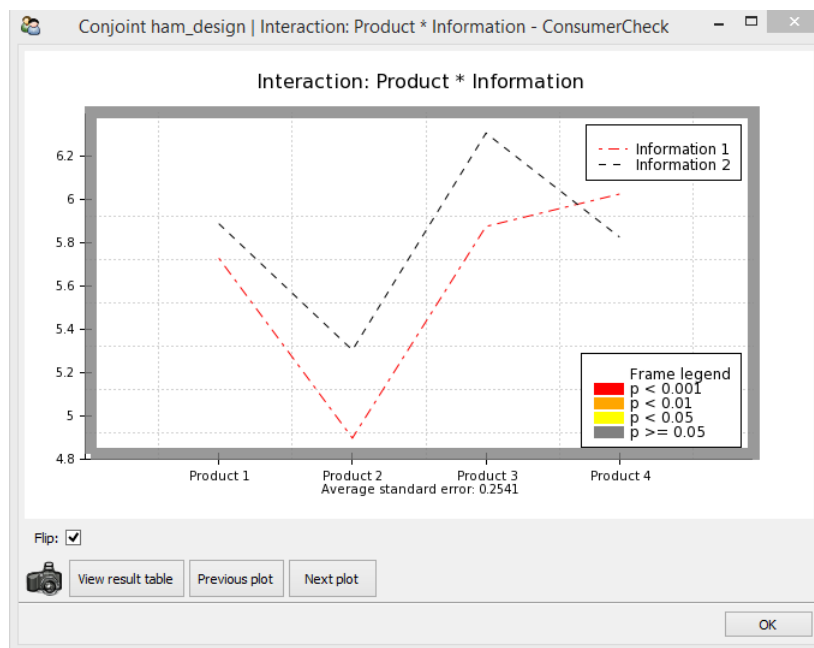 Conjoint ham_design | Interaction: Product * Information - ConsumerCheck
Interaction: Product * Information
6.2
6
5.8
5.6
5.4
5.2
5
4.8
Information 1
Information 2
Frame legend
p < 0.001
p < 0.01
p < 0.05
p >= 0.05
Product 1
Product 2
Product 3
Product 4
Average standard error: 0.2541
Flip:
View result table
Previous plot
Next plot
OK